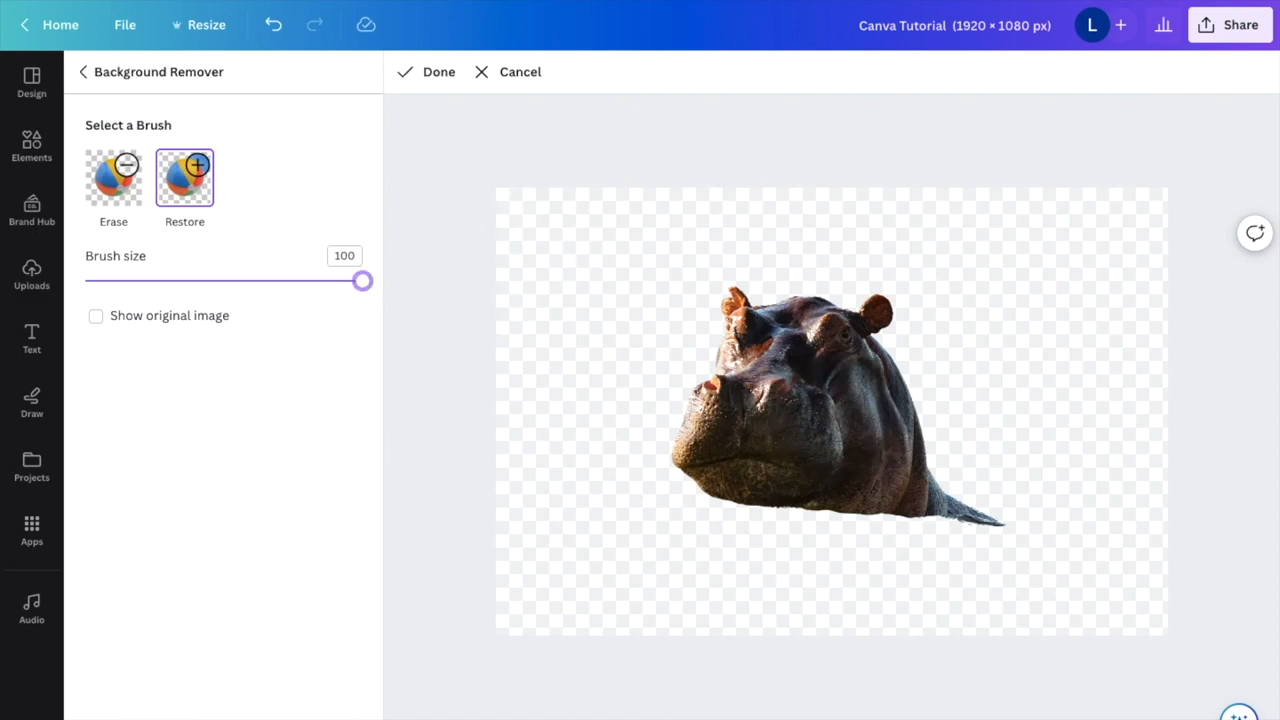 Home File Resize Canva Tutorial (1920 × 1080 px) L Share
Design
Elements
Brand Hub
Uploads
Text
Draw
Projects
Apps
Audio
Background Remover
Select a Brush
Erase Restore
Brush size 100
Show original image
Done Cancel